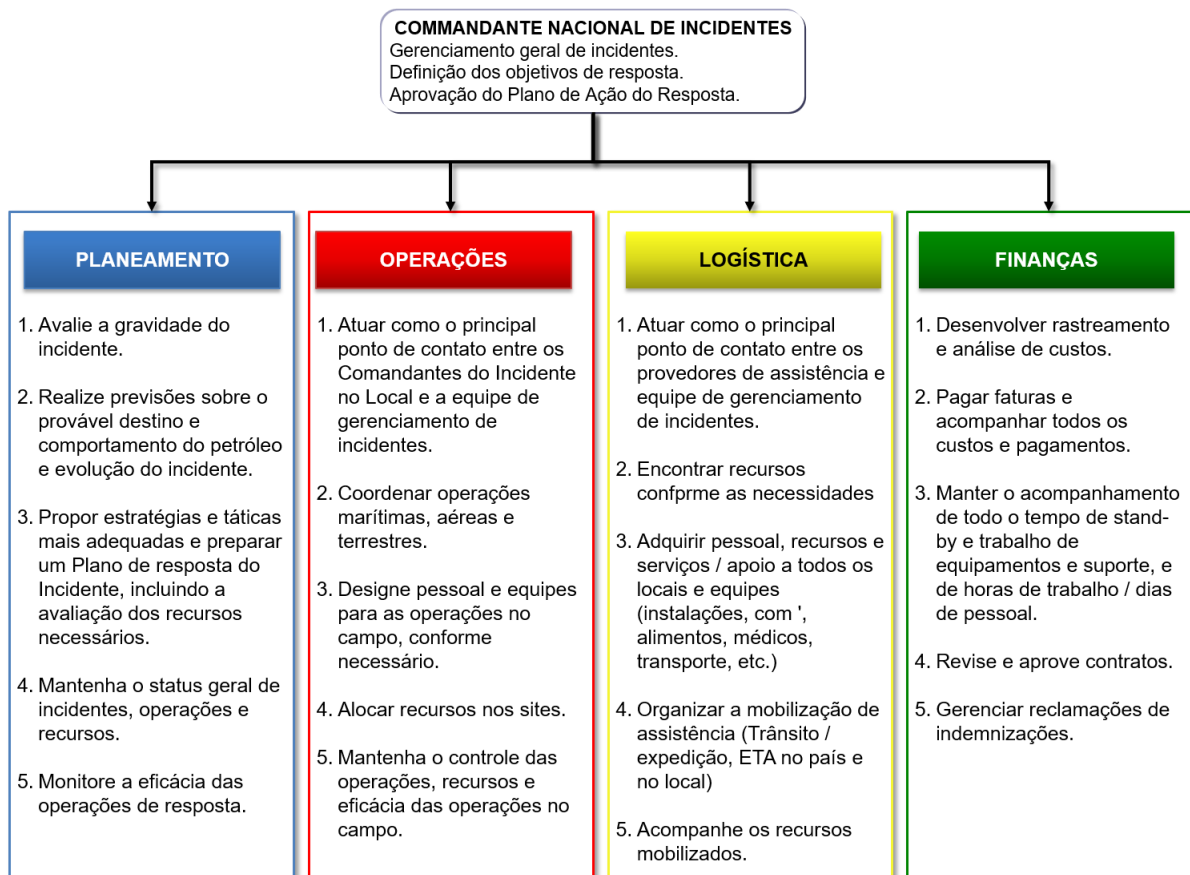 COMMANDANTE NACIONAL DE INCIDENTES
Gerenciamento geral de incidentes.
Definição dos objetivos de resposta.
Aprovação do Plano de Ação do Resposta.
PLANEAMENTO
1. Avalie a gravidade do
incidente.
2. Realize previsões sobre o
provável destino e
comportamento do petróleo
e evolução do incidente.
3. Propor estratégias e táticas
mais adequadas e preparar
um Plano de resposta do
Incidente, incluindo a
avaliação dos recursos
necessários.
4. Mantenha o status geral de
incidentes, operações e
recursos.
5. Monitore a eficácia das
operações de resposta.
OPERAÇÕES
1. Atuar como o principal
ponto de contato entre os
Comandantes do Incidente
no Local e a equipe de
gerenciamento de
incidentes.
2. Coordenar operações
marítimas, aéreas e
terrestres.
3. Designe pessoal e equipes
para as operações no
campo, conforme
necessário.
4. Alocar recursos nos sites.
5. Mantenha o controle das
operações, recursos e
eficácia das operações no
campo.
LOGÍSTICA
1. Atuar como o principal
ponto de contato entre os
provedores de assistência e
equipe de gerenciamento
de incidentes.
2. Encontrar recursos
confprme as necessidades
3. Adquirir pessoal, recursos e
serviços / apoio a todos os
locais e equipes
(instalações, com ',
alimentos, médicos,
transporte, etc.)
4. Organizar a mobilização de
assistência (Trânsito /
expedição, ETA no país e
no local)
5. Acompanhe os recursos
mobilizados.
FINANÇAS
1. Desenvolver rastreamento
e análise de custos.
2. Pagar faturas e
acompanhar todos os
custos e pagamentos.
3. Manter o acompanhamento
de todo o tempo de stand-
by e trabalho de
equipamentos e suporte, e
de horas de trabalho / dias
de pessoal.
4. Revise e aprove contratos.
5. Gerenciar reclamações de
indemnizações.